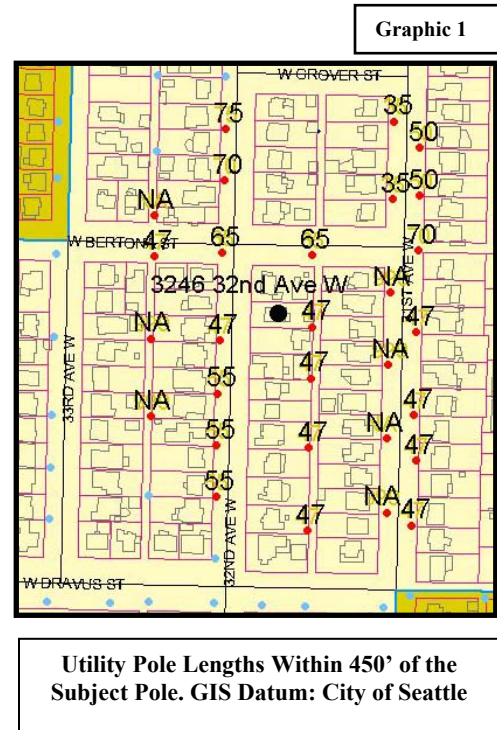 Graphic 1
W GROVER ST
75
35
50
70
35
50
NA
W BERTONA ST
47
65
65
70
3246 32nd Ave W
NA
31ST AVE W
47
NA
47
47
33RD AVE W
47
NA
55
NA
47
55
47
NA
47
55
32ND AVE W
47
NA
47
W DRAVUS ST
Utility Pole Lengths Within 450’ of the
Subject Pole. GIS Datum: City of Seattle